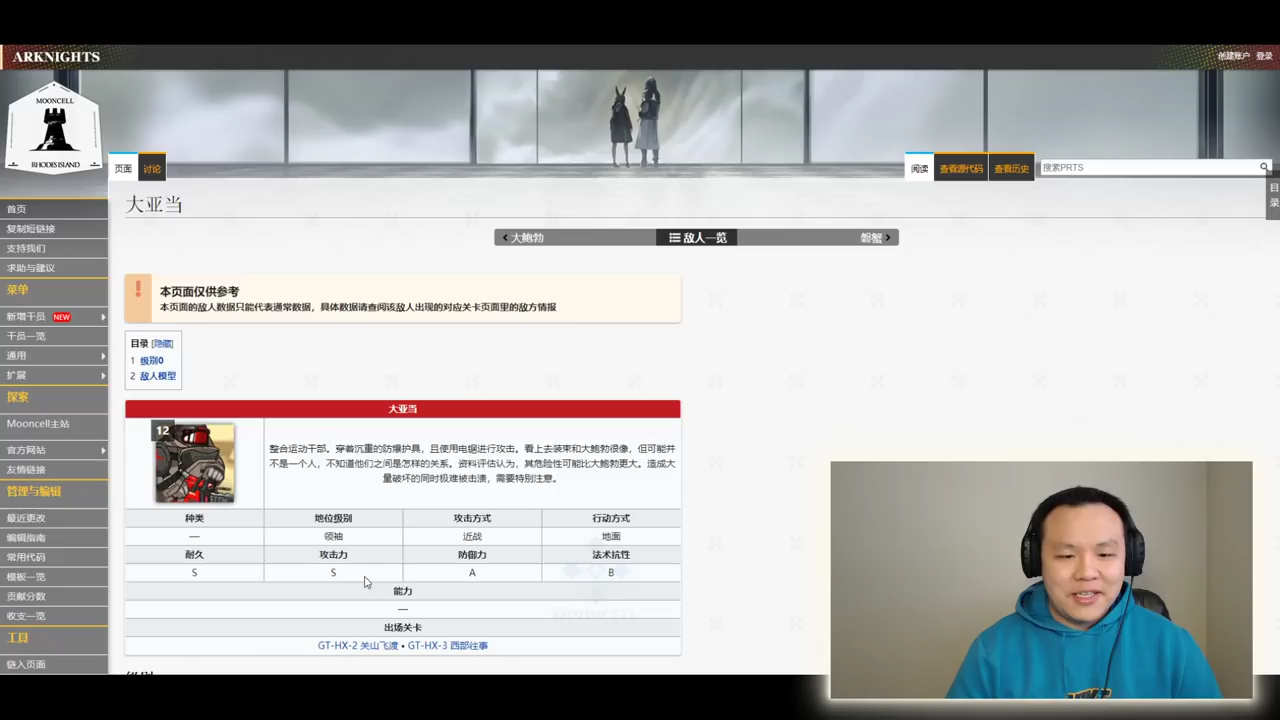 ARKNIGHTS
创建账户 登录
MOONCELL
RHODES ISLAND
页面 讨论
阅读 查看源代码 查看历史 搜索PRTS
目录
大亚当
大鲍勃 敌人一览 磐蟹
首页
复制短链接
支持我们
求助与建议
菜单
新增干员 NEW
干员一览
通用
扩展
探索
Mooncell主站
官方网站
友情链接
管理与编辑
最近更改
编辑指南
常用代码
模板一览
贡献分数
收支一览
工具
链入页面
本页面仅供参考
本页面的敌人数据只能代表通常数据，具体数据请查阅该敌人出现的对应关卡页面里的敌方情报
目录 [隐藏]
1 级别0
2 敌人模型
大亚当
12
整合运动干部。穿着沉重的防爆护具，且使用电锯进行攻击。看上去装束和大鲍勃很像，但可能并
不是一个人，不知道他们之间是怎样的关系。资料评估认为，其危险性可能比大鲍勃更大。造成大
量破坏的同时极难被击溃，需要特别注意。
种类 地位级别 攻击方式 行动方式
— 领袖 近战 地面
耐久 攻击力 防御力 法术抗性
S S A B
能力
—
出场关卡
GT-HX-2 关山飞渡 • GT-HX-3 西部往事